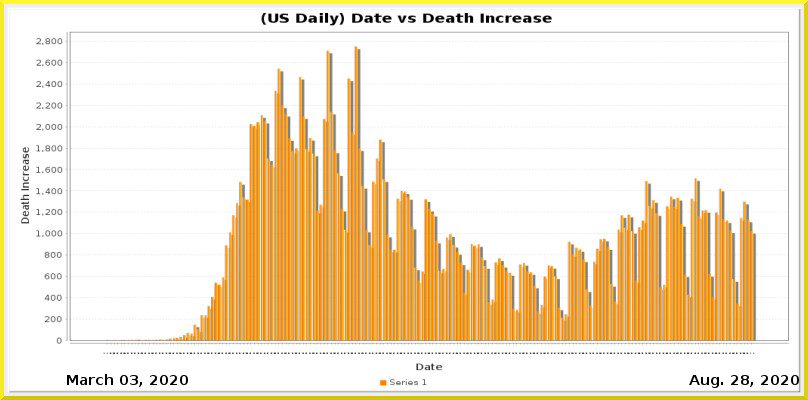 (US Daily) Date vs Death Increase
Death Increase
2,800
2,600
2,400
2,200
2,000
1,800
1,600
1,400
1,200
1,000
800
600
400
200
0
Date
March 03, 2020
Series 1
Aug. 28, 2020